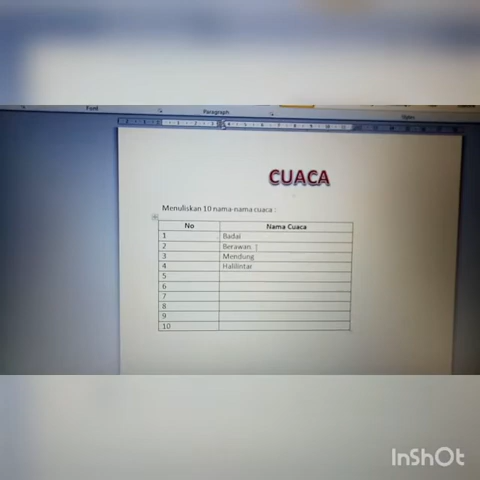 Font
Paragraph
Styles
CUACA
Menuliskan 10 nama-nama cuaca :
No Nama Cuaca
1 Badai
2 Berawan
3 Mendung
4 Halilintar
5
6
7
8
9
10
InShOt